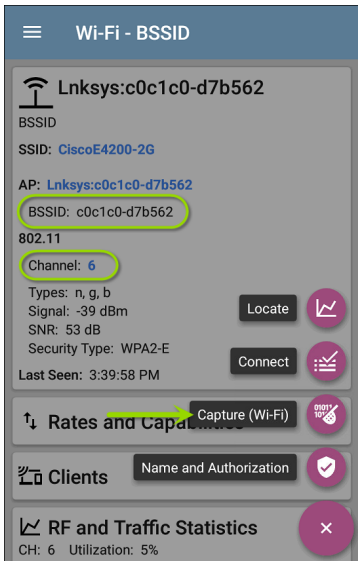 Wi-Fi - BSSID
Lnksys:c0c1c0-d7b562
BSSID
SSID: CiscoE4200-2G
AP: Lnksys:c0c1c0-d7b562
BSSID: c0c1c0-d7b562
802.11
Channel: 6
Types: n, g, b
Signal: -39 dBm
Locate
SNR: 53 dB
Security Type: WPA2-E
Connect
Last Seen: 3:39:58 PM
Capture (Wi-Fi)
Rates and
Name and Authorization
Clients
RF and Traffic Statistics
CH: 6 Utilization: 5%